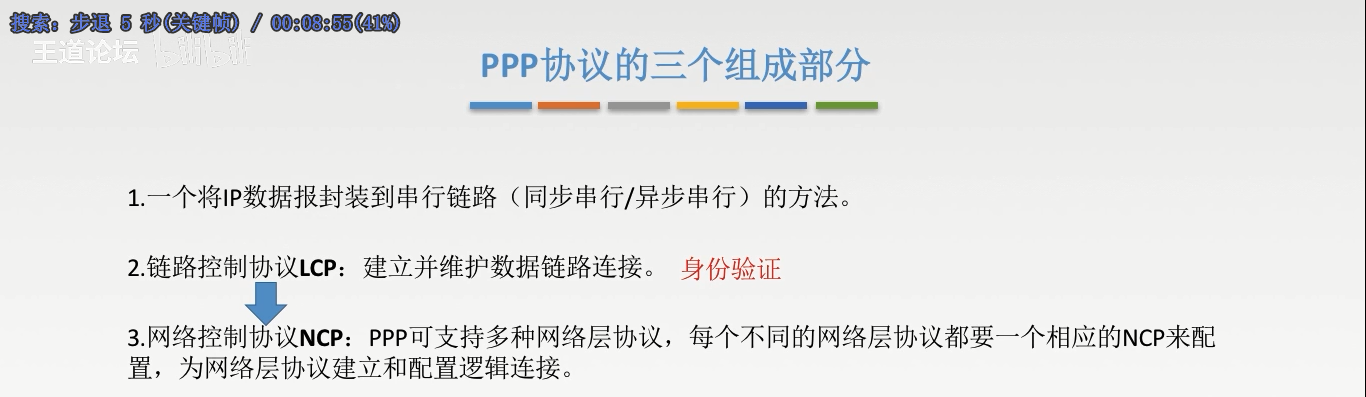 搜索: 步退 5 秒(关键帧) / 00:08:55(41%)
王道论坛 bilibili
PPP协议的三个组成部分
1.一个将IP数据报封装到串行链路（同步串行/异步串行）的方法。
2.链路控制协议LCP：建立并维护数据链路连接。 身份验证
3.网络控制协议NCP：PPP可支持多种网络层协议，每个不同的网络层协议都要一个相应的NCP来配
置，为网络层协议建立和配置逻辑连接。